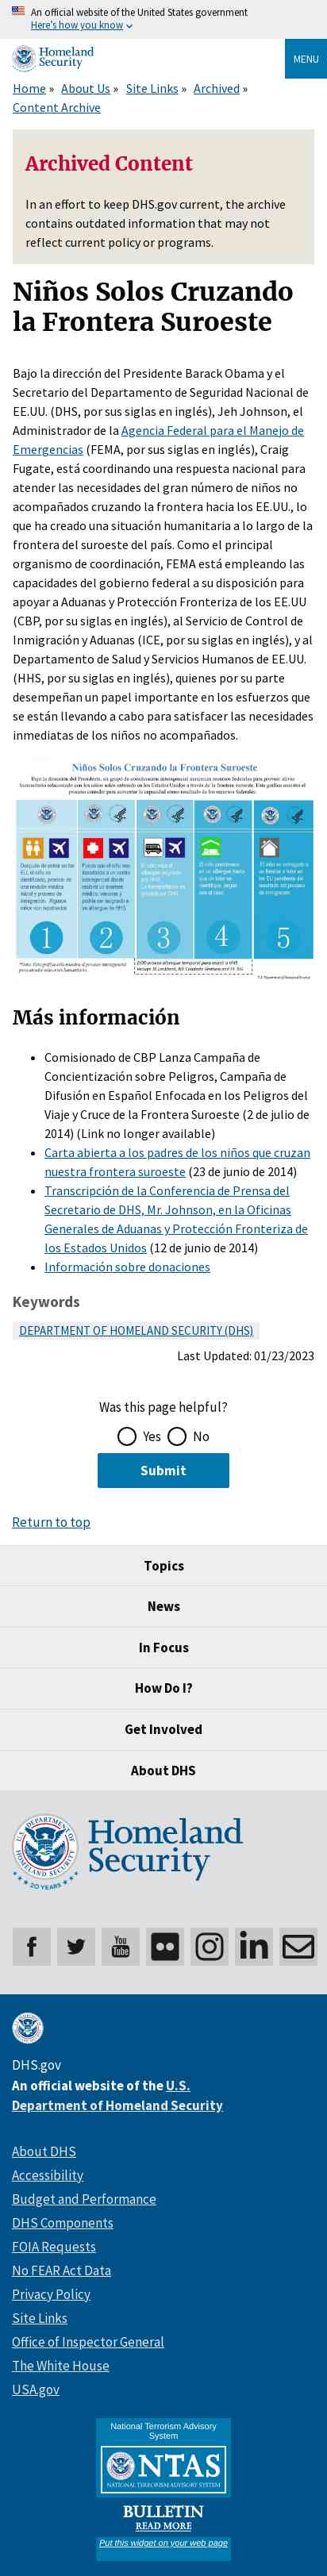 An official website of the United States government
Here's how you know
Homeland
Security
MENU
Home » About Us » Site Links » Archived »
Content Archive
Archived Content
In an effort to keep DHS.gov current, the archive
contains outdated information that may not
reflect current policy or programs.
Niños Solos Cruzando
la Frontera Suroeste
Bajo la dirección del Presidente Barack Obama y el
Secretario del Departamento de Seguridad Nacional de
EE.UU. (DHS, por sus siglas en inglés), Jeh Johnson, el
Administrador de la Agencia Federal para el Manejo de
Emergencias (FEMA, por sus siglas en inglés), Craig
Fugate, está coordinando una respuesta nacional para
atender las necesidades del gran número de niños no
acompañados cruzando la frontera hacia los EE.UU., lo
que ha creado una situación humanitaria a lo largo de la
frontera del suroeste del país. Como el principal
organismo de coordinación, FEMA está empleando las
capacidades del gobierno federal a su disposición para
apoyar a Aduanas y Protección Fronteriza de los EE.UU
(CBP, por su siglas en inglés), al Servicio de Control de
Inmigración y Aduanas (ICE, por su siglas en inglés), y al
Departamento de Salud y Servicios Humanos de EE.UU.
(HHS, por su siglas en inglés), quienes por su parte
desempeñan un papel importante en los esfuerzos que
se están llevando a cabo para satisfacer las necesidades
inmediatas de los niños no acompañados.
Niños Solos Cruzando la Frontera Suroeste
1 2 3 4 5
Más información
Comisionado de CBP Lanza Campaña de
Concientización sobre Peligros, Campaña de
Difusión en Español Enfocada en los Peligros del
Viaje y Cruce de la Frontera Suroeste (2 de julio de
2014) (Link no longer available)
Carta abierta a los padres de los niños que cruzan
nuestra frontera suroeste (23 de junio de 2014)
Transcripción de la Conferencia de Prensa del
Secretario de DHS, Mr. Johnson, en la Oficinas
Generales de Aduanas y Protección Fronteriza de
los Estados Unidos (12 de junio de 2014)
Información sobre donaciones
Keywords
DEPARTMENT OF HOMELAND SECURITY (DHS)
Last Updated: 01/23/2023
Was this page helpful?
Yes No
Submit
Return to top
Topics
News
In Focus
How Do I?
Get Involved
About DHS
Homeland
Security
20 YEARS
You
Tube
DHS.gov
An official website of the U.S.
Department of Homeland Security
About DHS
Accessibility
Budget and Performance
DHS Components
FOIA Requests
No FEAR Act Data
Privacy Policy
Site Links
Office of Inspector General
The White House
USA.gov
National Terrorism Advisory
System
NTAS
NATIONAL TERRORISM ADVISORY SYSTEM
BULLETIN
READ MORE
Put this widget on your web page